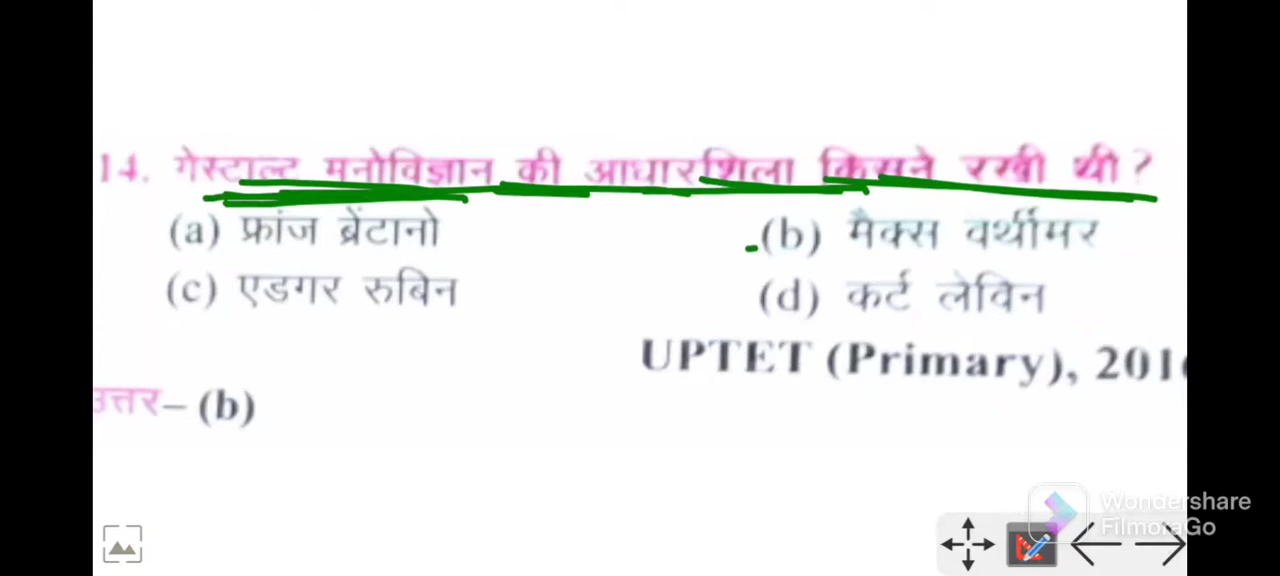 14. गेस्टाल्ट मनोविज्ञान की आधारशिला किसने रखी थी?
(a) फ्रांज ब्रेंटानो (b) मैक्स वर्थीमर
(c) एडगर रुबिन (d) कर्ट लेविन
UPTET (Primary), 201
उत्तर– (b)
Wondershare
FilmoraGo